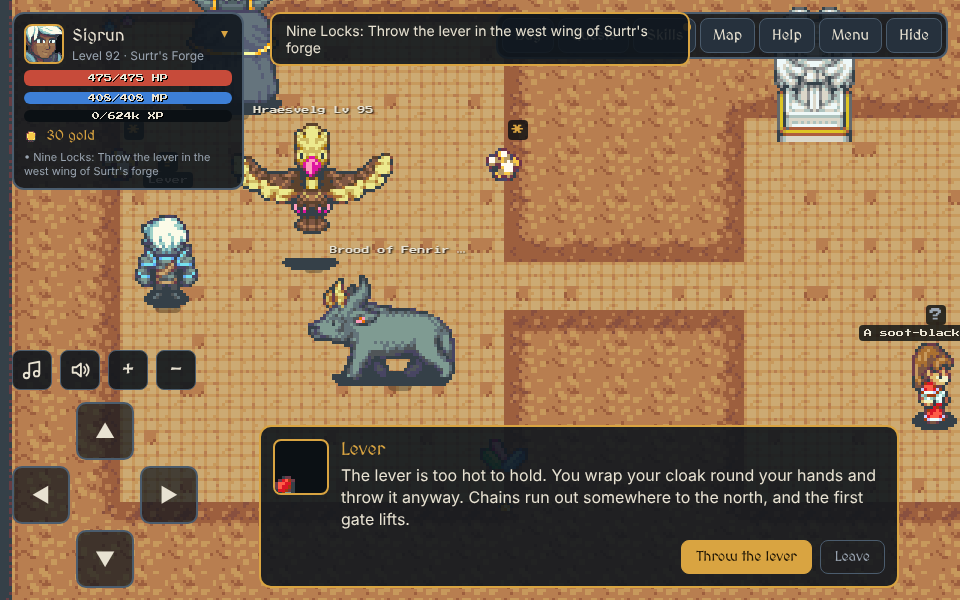 Sigrun
Level 92 · Surtr's Forge
475/475 HP
408/408 MP
0/624k XP
30 gold
• Nine Locks: Throw the lever in the
west wing of Surtr's forge
Nine Locks: Throw the lever in the west wing of Surtr's
forge
Skills
Map
Help
Menu
Hide
Hraesvelg Lv 95
*
Lever
Brood of Fenrir …
?
A soot-black
+
−
Lever
The lever is too hot to hold. You wrap your cloak round your hands and
throw it anyway. Chains run out somewhere to the north, and the first
gate lifts.
Throw the lever
Leave